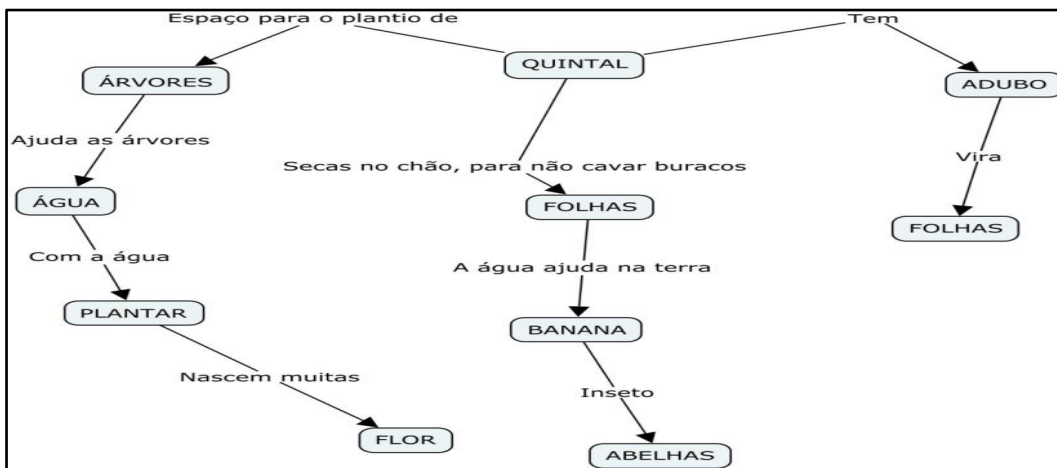 Espaço para o plantio de
Tem
QUINTAL
ÁRVORES
ADUBO
Ajuda as árvores
Secas no chão, para não cavar buracos
Vira
ÁGUA
FOLHAS
FOLHAS
Com a água
A água ajuda na terra
PLANTAR
BANANA
Nascem muitas
Inseto
FLOR
ABELHAS